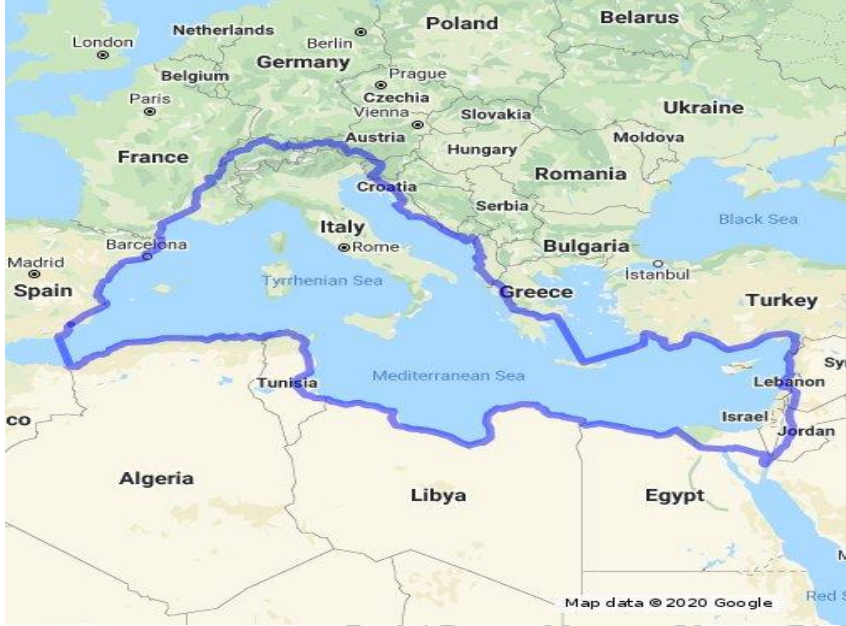 Belarus
Poland
Netherlands
London
Berlin
Germany
Belgium
Prague
Paris
Czechia
Ukraine
Vienna
Slovakia
Austria
Moldova
Hungary
France
Romania
Croatia
Serbia
Black Sea
Italy
Barcelona
Rome
Bulgaria
Madrid
İstanbul
Tyrrhenian Sea
Spain
Greece
Turkey
Mediterranean Sea
Tunisia
Lebanon
Sy
Israel
co
Jordan
Algeria
Libya
Egypt
M
Red S
Map data ©2020 Google